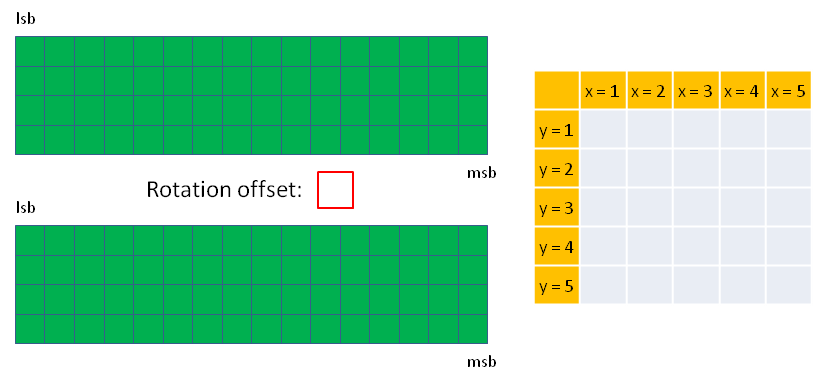 lsb
msb
Rotation offset:
lsb
msb
x = 1 x = 2 x = 3 x = 4 x = 5
y = 1
y = 2
y = 3
y = 4
y = 5